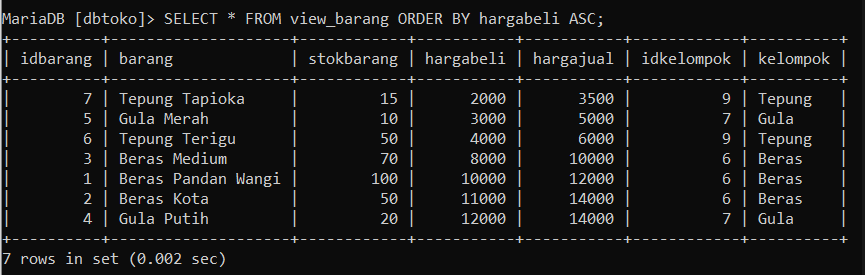 MariaDB [dbtoko]> SELECT * FROM view_barang ORDER BY hargabeli ASC;
+----------+--------------------+------------+-----------+-----------+------------+----------+
| idbarang | barang             | stokbarang | hargabeli | hargajual | idkelompok | kelompok |
+----------+--------------------+------------+-----------+-----------+------------+----------+
|        7 | Tepung Tapioka     |         15 |      2000 |      3500 |          9 | Tepung   |
|        5 | Gula Merah         |         10 |      3000 |      5000 |          7 | Gula     |
|        6 | Tepung Terigu      |         50 |      4000 |      6000 |          9 | Tepung   |
|        3 | Beras Medium       |         70 |      8000 |     10000 |          6 | Beras    |
|        1 | Beras Pandan Wangi |        100 |     10000 |     12000 |          6 | Beras    |
|        2 | Beras Kota         |         50 |     11000 |     14000 |          6 | Beras    |
|        4 | Gula Putih         |         20 |     12000 |     14000 |          7 | Gula     |
+----------+--------------------+------------+-----------+-----------+------------+----------+
7 rows in set (0.002 sec)